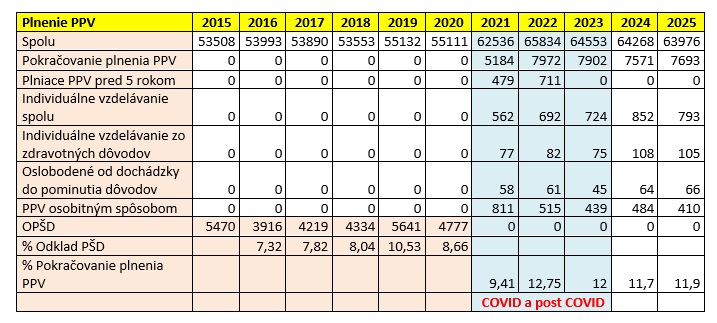 Plnenie PPV 2015 2016 2017 2018 2019 2020 2021 2022 2023 2024 2025
Spolu 53508 53993 53890 53553 55132 55111 62536 65834 64553 64268 63976
Pokračovanie plnenia PPV 0 0 0 0 0 0 5184 7972 7902 7571 7693
Plniace PPV pred 5 rokom 0 0 0 0 0 0 479 711 0 0 0
Individuálne vzdelávanie
spolu 0 0 0 0 0 0 562 692 724 852 793
Individuálne vzdelávanie zo
zdravotných dôvodov 0 0 0 0 0 0 77 82 75 108 105
Oslobodené od dochádzky
do pominutia dôvodov 0 0 0 0 0 0 58 61 45 64 66
PPV osobitným spôsobom 0 0 0 0 0 0 811 515 439 484 410
OPŠD 5470 3916 4219 4334 5641 4777 0 0 0 0 0
% Odklad PŠD 7,32 7,82 8,04 10,53 8,66
% Pokračovanie plnenia
PPV 9,41 12,75 12 11,7 11,9
COVID a post COVID